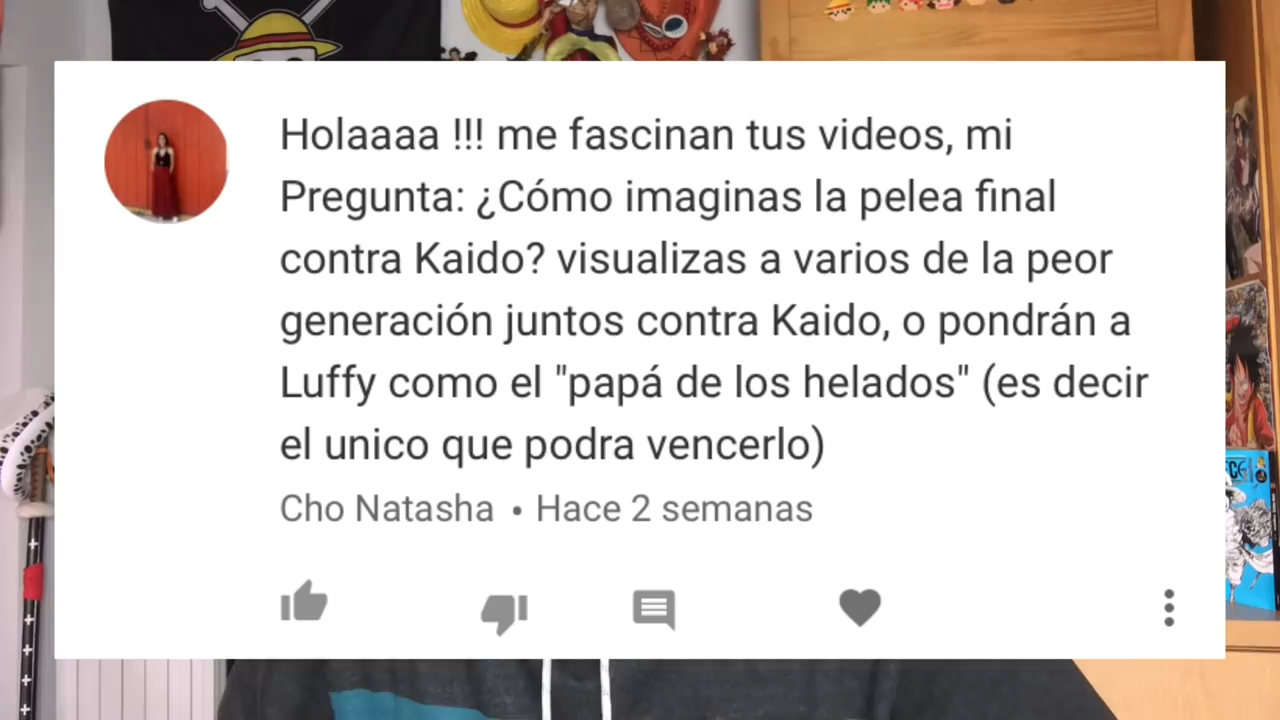 Holaaaa !!! me fascinan tus videos, mi
Pregunta: ¿Cómo imaginas la pelea final
contra Kaido? visualizas a varios de la peor
generación juntos contra Kaido, o pondrán a
Luffy como el "papá de los helados" (es decir
el unico que podra vencerlo)
Cho Natasha • Hace 2 semanas